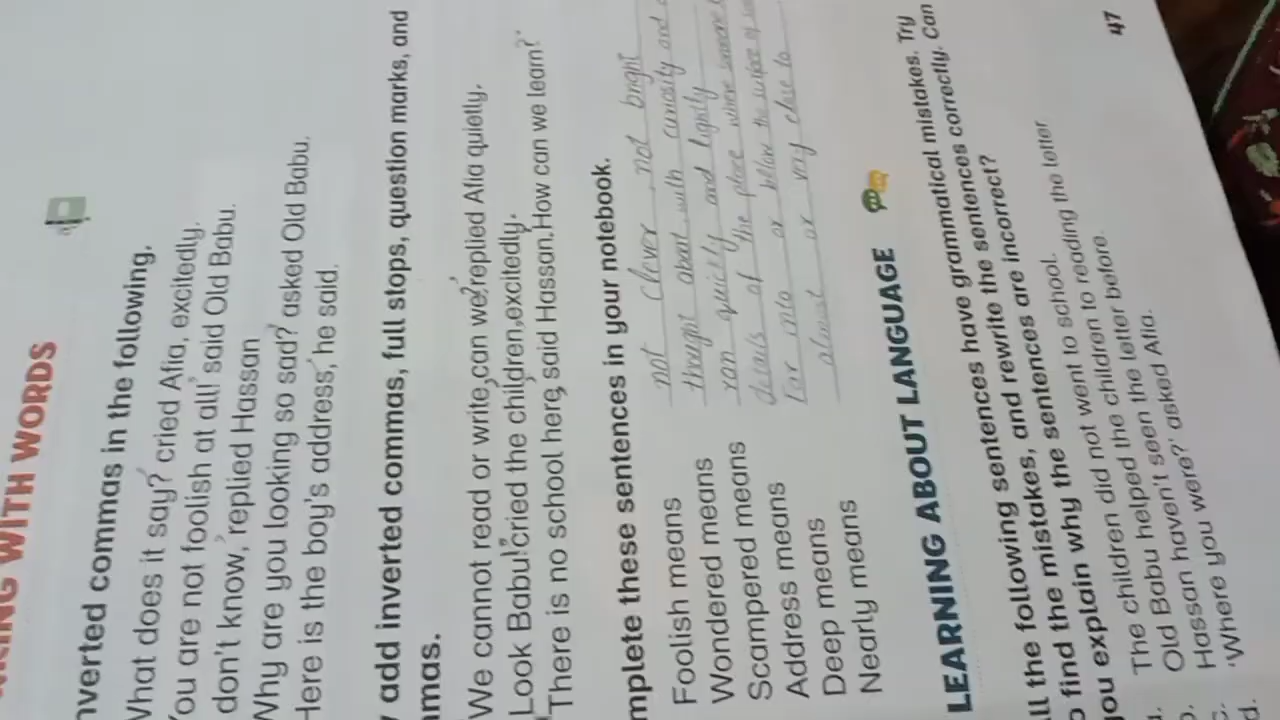 WITH WORDS
nverted commas in the following.
What does it say?' cried Afia, excitedly.
You are not foolish at all' said Old Babu.
don't know,' replied Hassan
Why are you looking so sad?' asked Old Babu.
Here is the boy's address,' he said.
add inverted commas, full stops, question marks, and
mmas.
We cannot read or write, can we,' replied Afia quietly.
Look Babu!" cried the children, excitedly.
There is no school here, said Hassan. How can we learn?"
mplete these sentences in your notebook.
Foolish means not clever, not bright
Wondered means thought about with curiosity and
Scampered means ran quickly and lightly
Address means details of the place where someone
Deep means far into or below the surface of
Nearly means almost or very close to
LEARNING ABOUT LANGUAGE
ll the following sentences have grammatical mistakes. Try
o find the mistakes, and rewrite the sentences correctly. Can
you explain why the sentences are incorrect?
The children did not went to school.
Old Babu helped the children to reading the letter
Hassan haven't seen the letter before.
d. 'Where you were?' asked Afia.
47